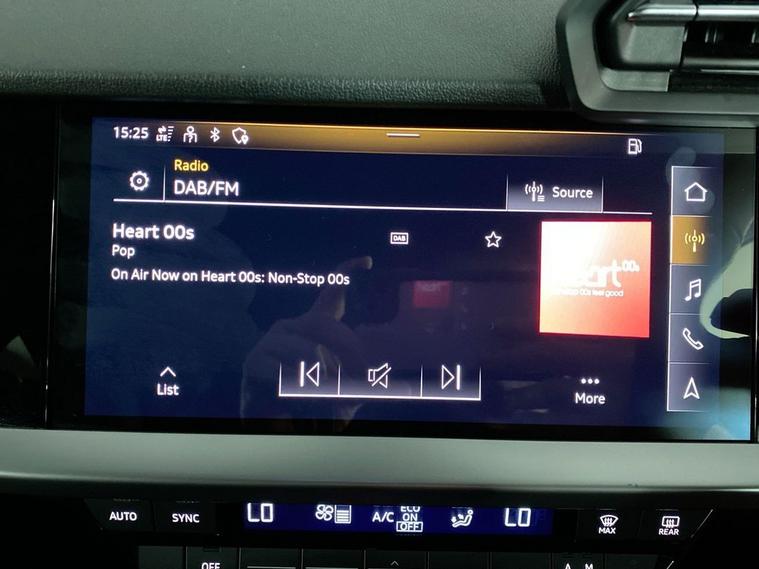 15:25 LTE
Radio
DAB/FM
Source
Heart 00s
DAB
Pop
On Air Now on Heart 00s: Non-Stop 00s
00s
List
More
AUTO
SYNC
LO
A/C
ECO
ON
OFF
LO
MAX
REAR
OFF
A M